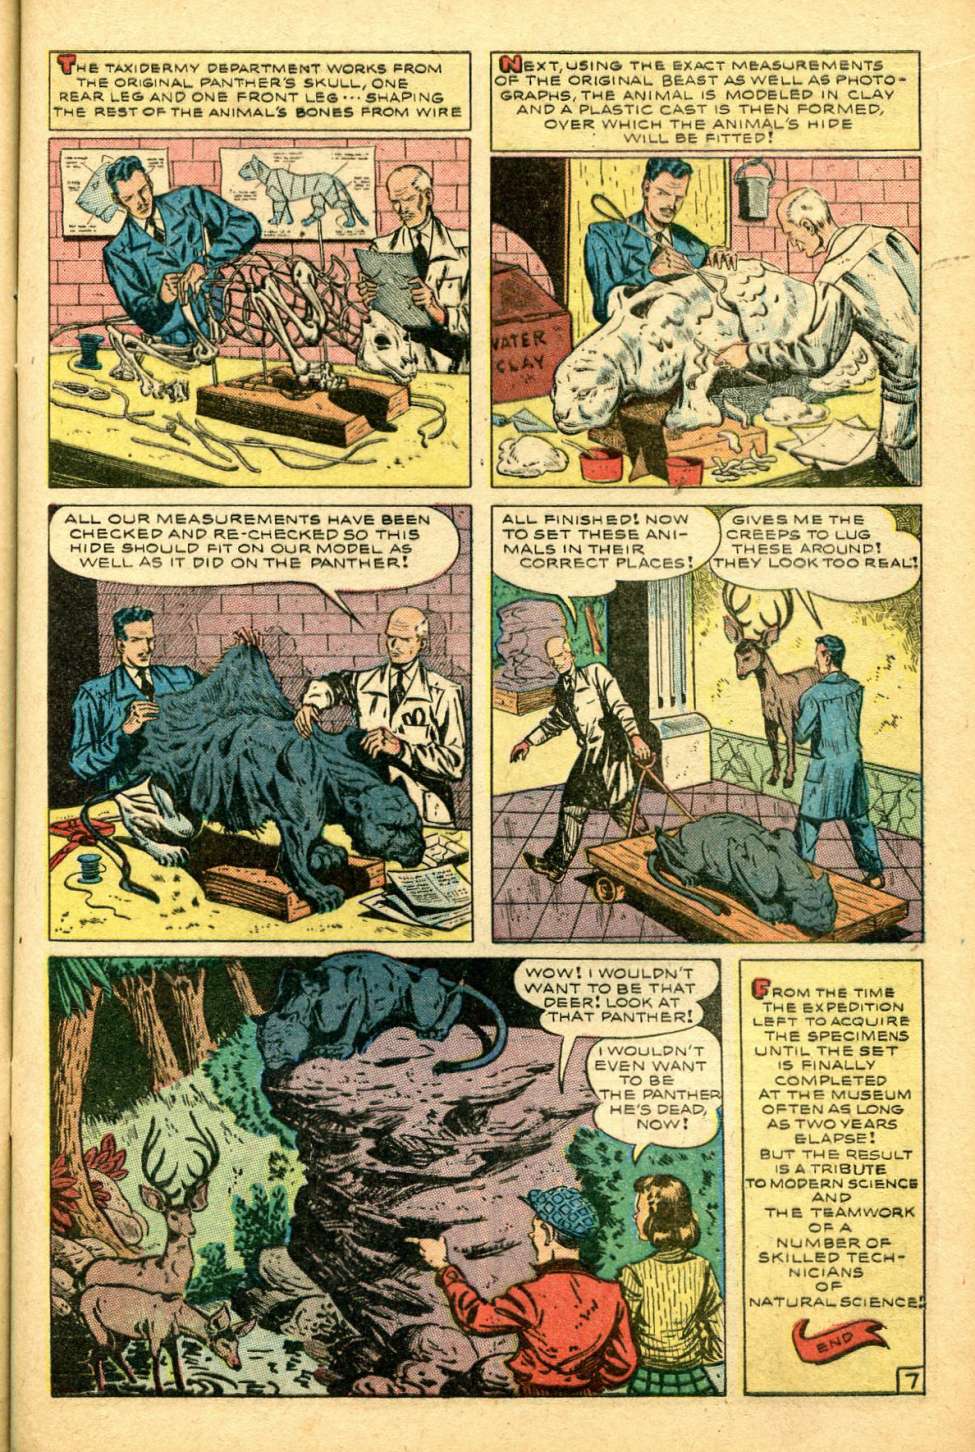 THE TAXIDERMY DEPARTMENT WORKS FROM
THE ORIGINAL PANTHER'S SKULL, ONE
REAR LEG AND ONE FRONT LEG... SHAPING
THE REST OF THE ANIMAL'S BONES FROM WIRE
NEXT, USING THE EXACT MEASUREMENTS
OF THE ORIGINAL BEAST AS WELL AS PHOTO-
GRAPHS, THE ANIMAL IS MODELED IN CLAY
AND A PLASTIC CAST IS THEN FORMED,
OVER WHICH THE ANIMAL'S HIDE
WILL BE FITTED!
WATER
CLAY
ALL OUR MEASUREMENTS HAVE BEEN
CHECKED AND RE-CHECKED SO THIS
HIDE SHOULD FIT ON OUR MODEL AS
WELL AS IT DID ON THE PANTHER!
ALL FINISHED! NOW
TO SET THESE ANI-
MALS IN THEIR
CORRECT PLACES!
GIVES ME THE
CREEPS TO LUG
THESE AROUND!
THEY LOOK TOO REAL!
WOW! I WOULDN'T
WANT TO BE THAT
DEER! LOOK AT
THAT PANTHER!
I WOULDN'T
EVEN WANT
TO BE
THE PANTHER
HE'S DEAD,
NOW!
FROM THE TIME
THE EXPEDITION
LEFT TO ACQUIRE
THE SPECIMENS
UNTIL THE SET
IS FINALLY
COMPLETED
AT THE MUSEUM
OFTEN AS LONG
AS TWO YEARS
ELAPSE!
BUT THE RESULT
IS A TRIBUTE
TO MODERN SCIENCE
AND
THE TEAMWORK
OF A
NUMBER OF
SKILLED TECH-
NICIANS
OF
NATURAL SCIENCE!
END
7